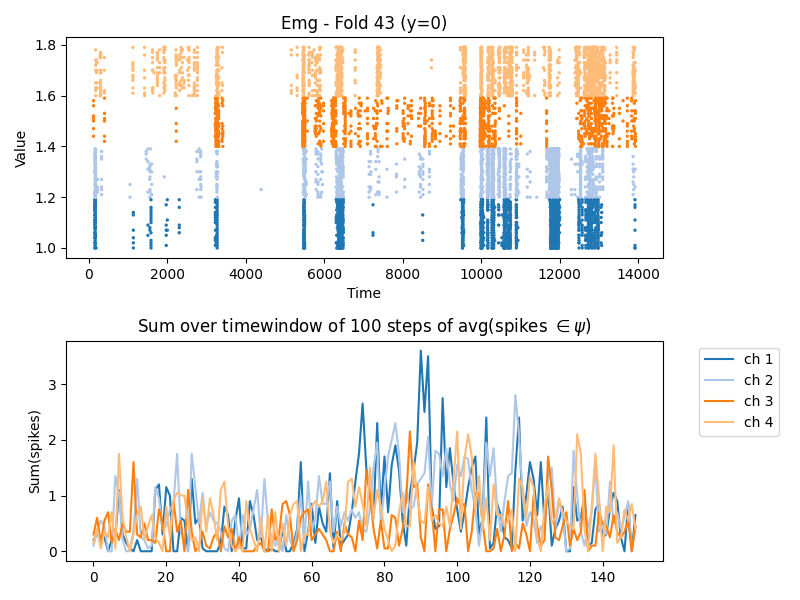 Emg - Fold 43 (y=0)
Value
1.8
1.6
1.4
1.2
1.0
0
2000
4000
6000
8000
10000
12000
14000
Time
Sum over timewindow of 100 steps of avg(spikes ∈ψ)
Sum(spikes)
3
2
1
0
0
20
40
60
80
100
120
140
ch 1
ch 2
ch 3
ch 4